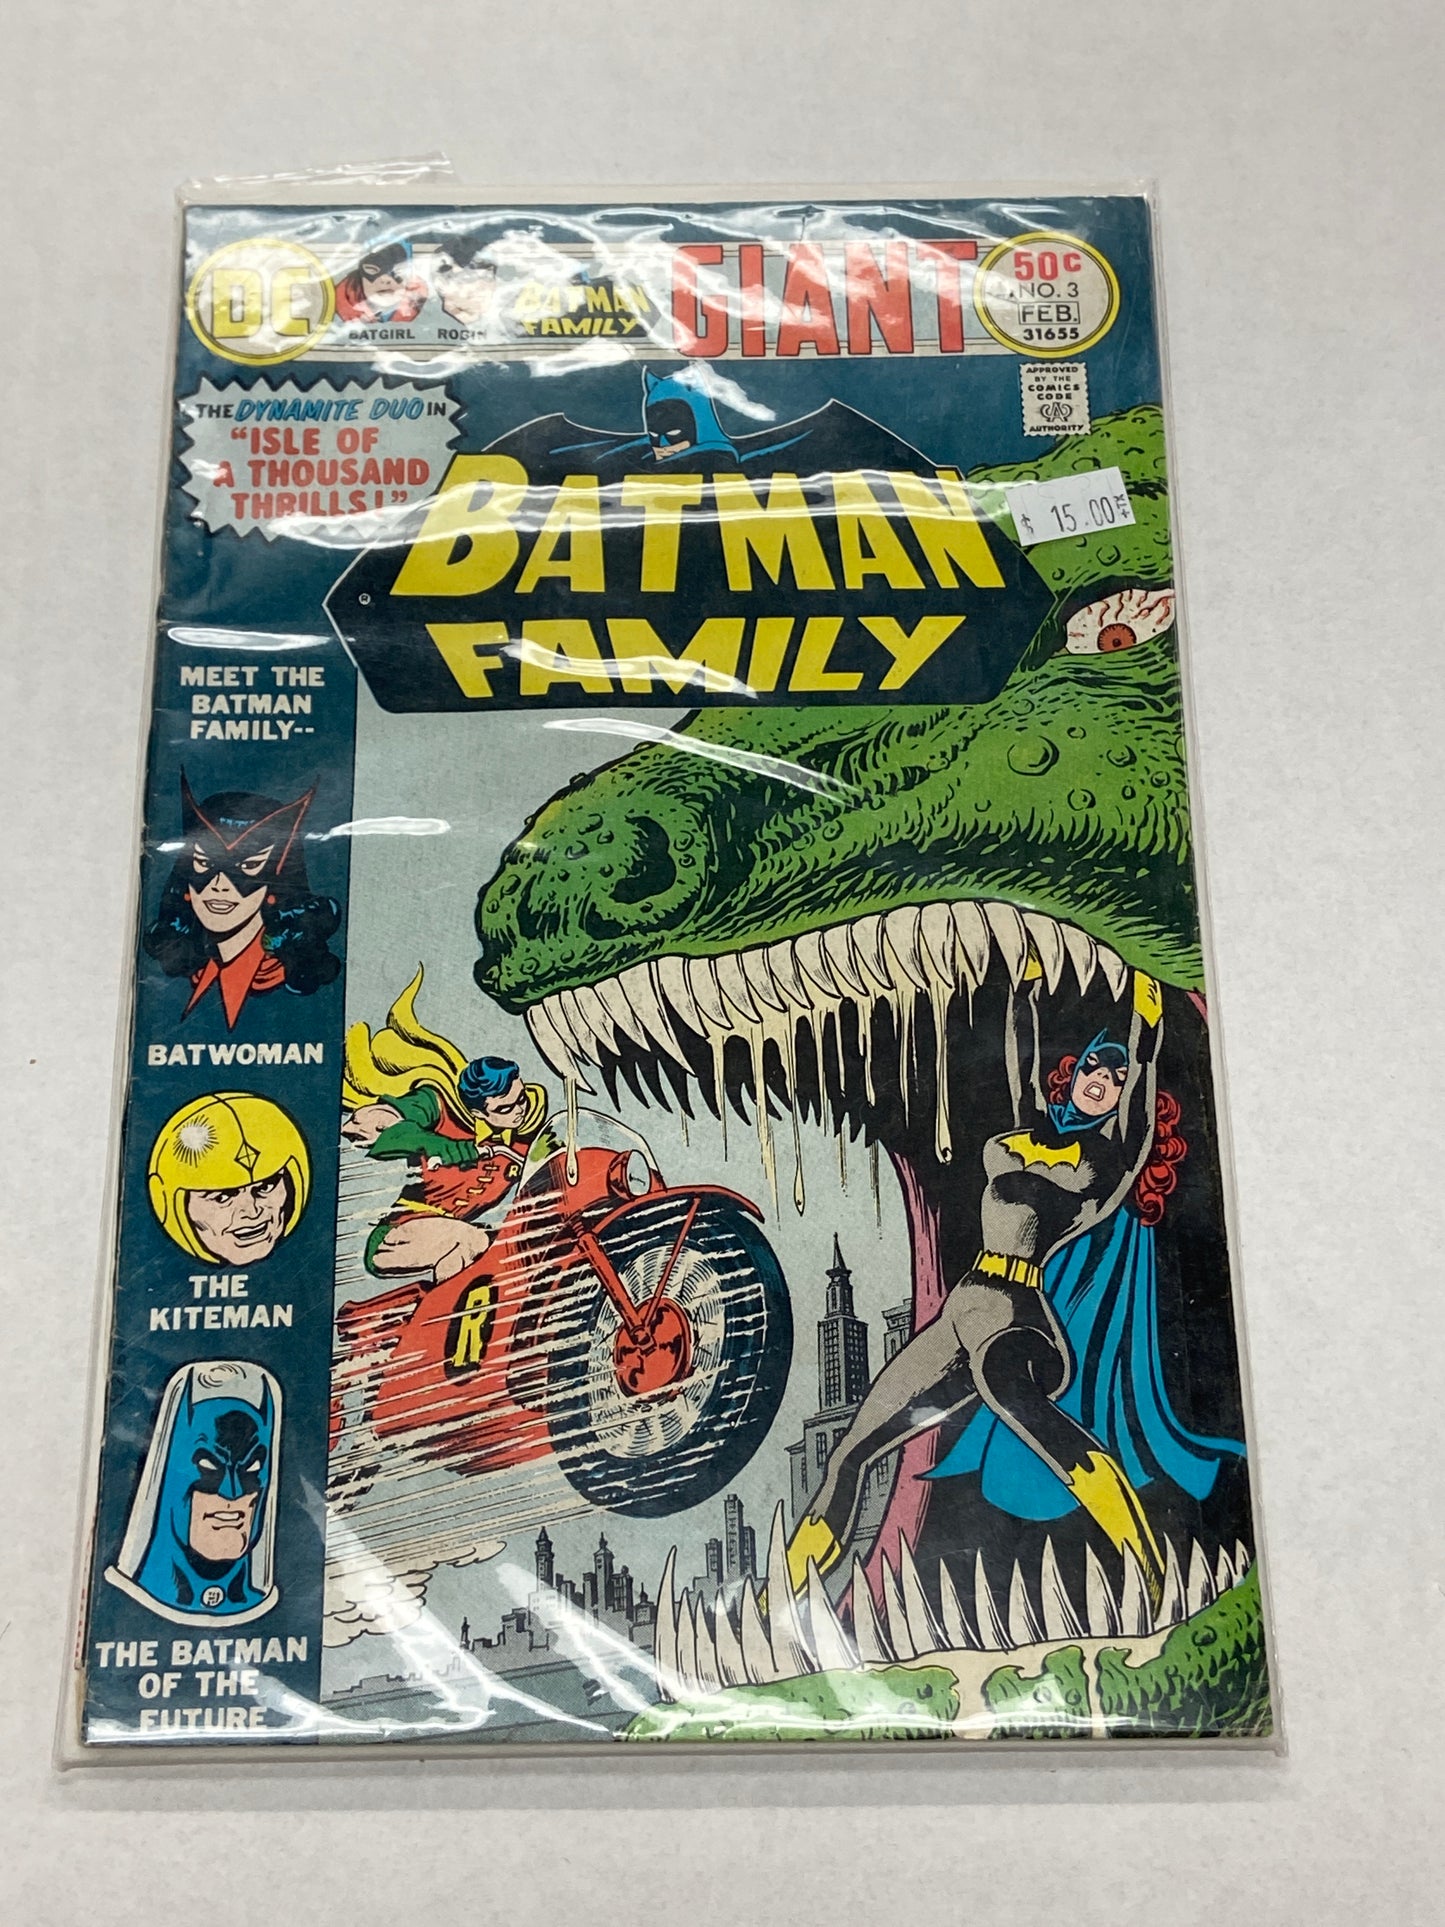 DC
BATGIRL ROBIN
BATMAN
FAMILY
GIANT
50¢
NO. 3
FEB.
31655
APPROVED
BY THE
COMICS
CODE
CA
AUTHORITY
THE DYNAMITE DUO IN
"ISLE OF
A THOUSAND
THRILLS!"
BATMAN
FAMILY
®
$ 15.00
MEET THE
BATMAN
FAMILY--
BATWOMAN
THE
KITEMAN
THE BATMAN
OF THE
FUTURE
R
R